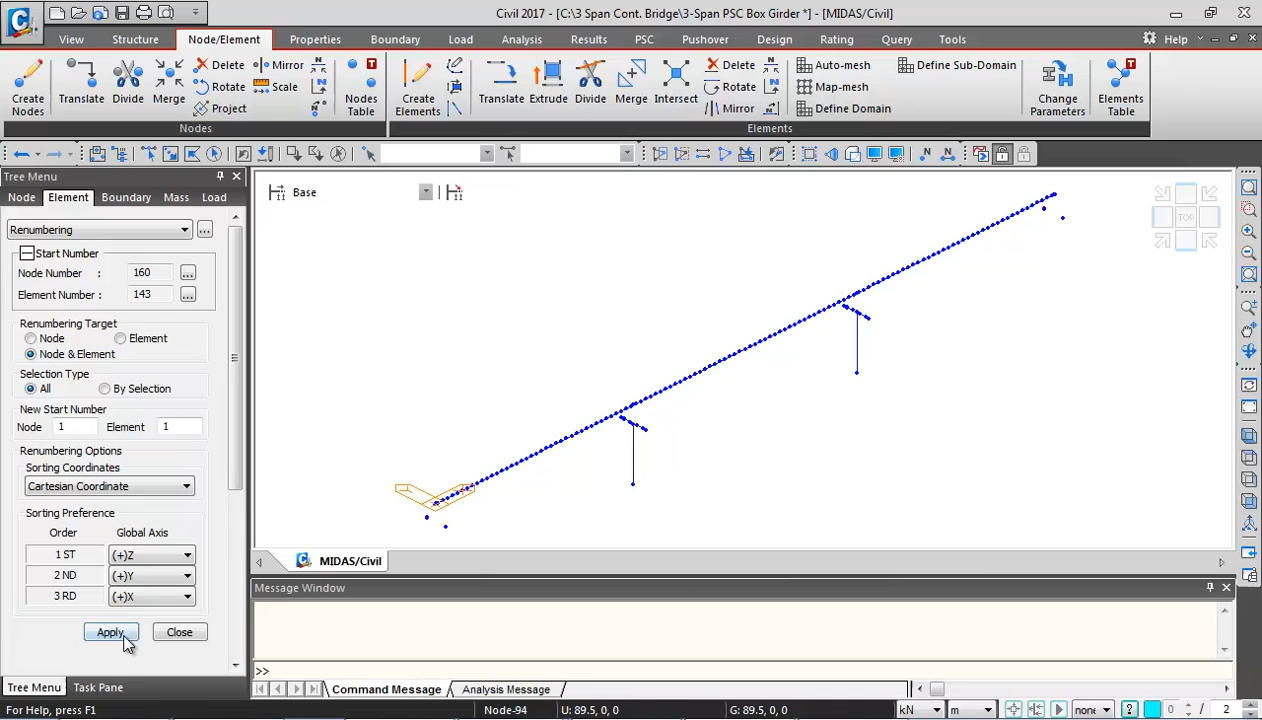 Civil 2017 - [C:\3 Span Cont. Bridge\3-Span PSC Box Girder *] - [MIDAS/Civil]
View Structure Node/Element Properties Boundary Load Analysis Results PSC Pushover Design Rating Query Tools Help
Create Nodes Translate Divide Merge Delete Mirror Rotate Scale Project Nodes Table Create Elements Translate Extrude Divide Merge Intersect Delete Rotate Mirror Auto-mesh Map-mesh Define Domain Define Sub-Domain Change Parameters Elements Table
Nodes Elements
Tree Menu
Node Element Boundary Mass Load
Base
TOP
Renumbering
Start Number
Node Number : 160
Element Number : 143
Renumbering Target
Node Element
Node & Element
Selection Type
All By Selection
New Start Number
Node 1 Element 1
Renumbering Options
Sorting Coordinates
Cartesian Coordinate
Sorting Preference
Order Global Axis
1 ST (+)Z
2 ND (+)Y
3 RD (+)X
Apply Close
MIDAS/Civil
Message Window
>>
Tree Menu Task Pane
Command Message Analysis Message
For Help, press F1 Node-94 U: 89.5, 0, 0 G: 89.5, 0, 0 kN m none ? 0 / 2